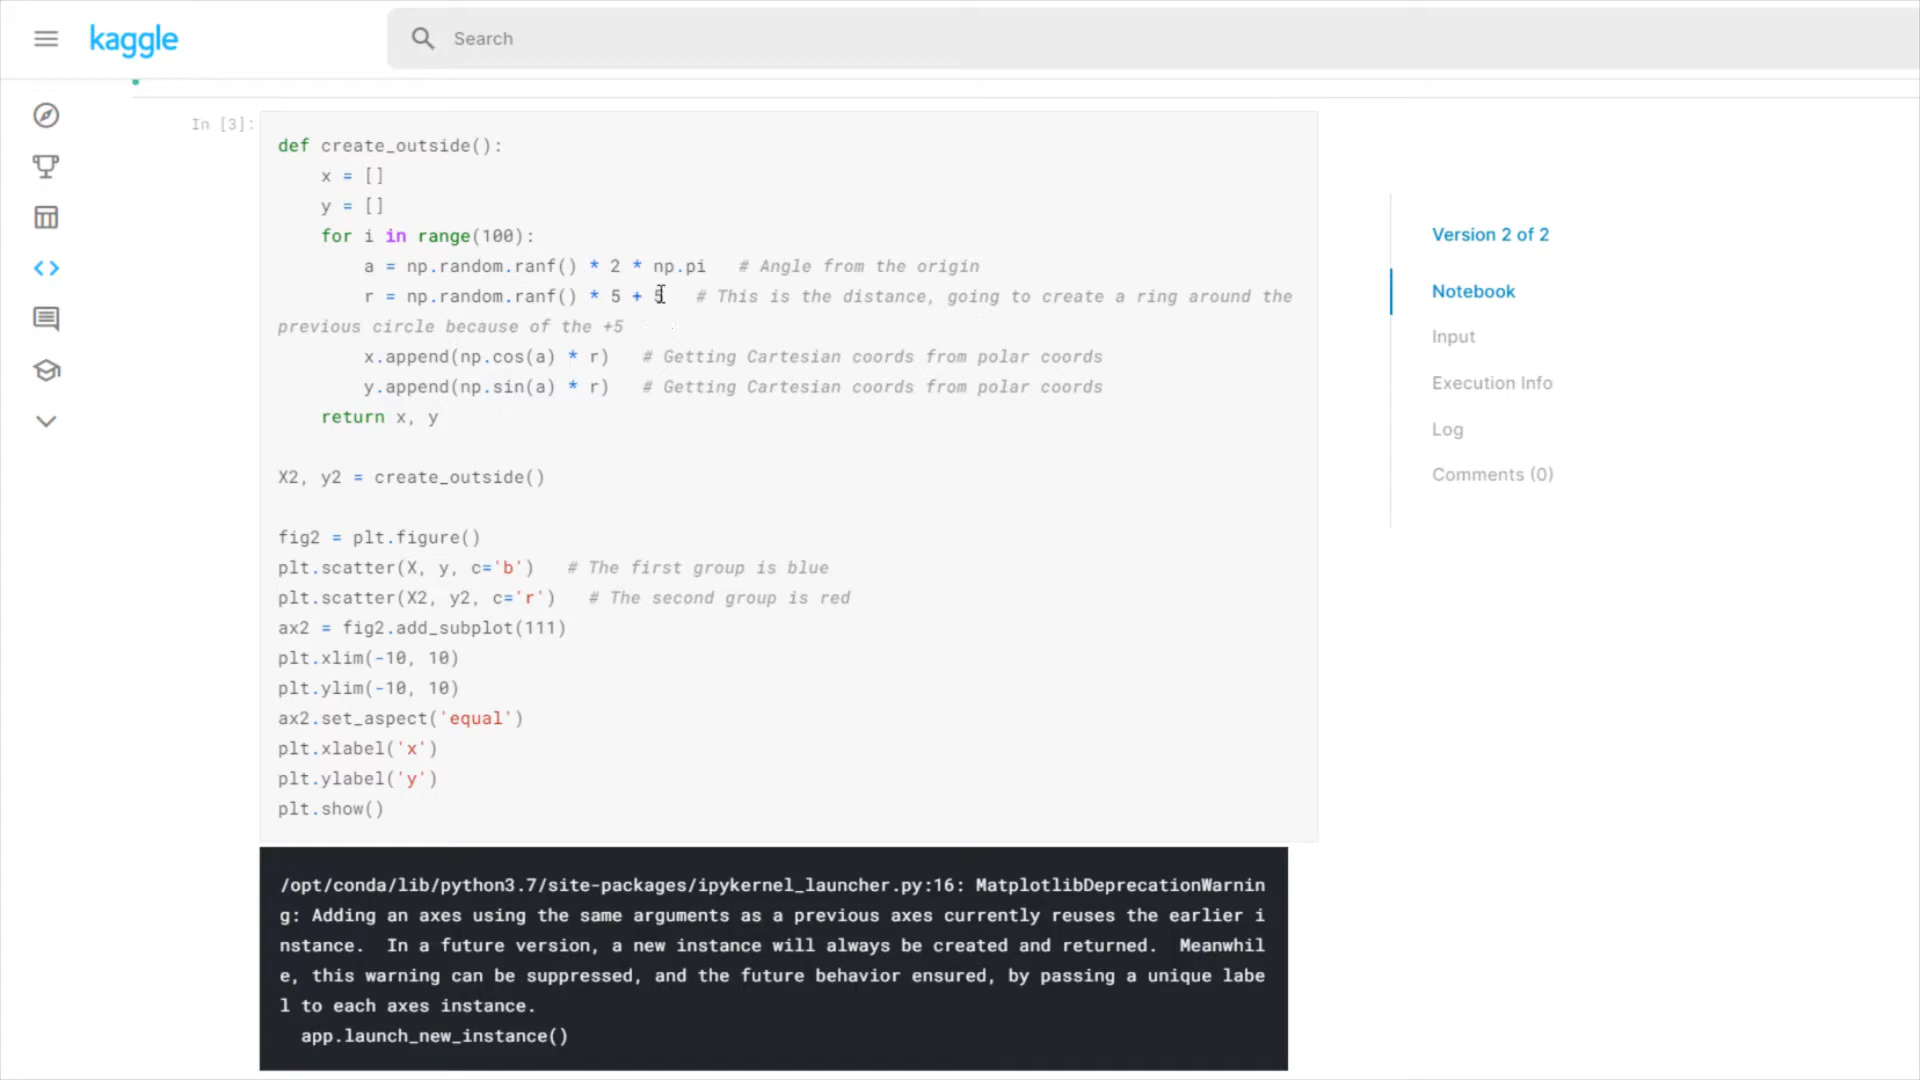 kaggle
Search
In [3]:
def create_outside():
    x = []
    y = []
    for i in range(100):
        a = np.random.ranf() * 2 * np.pi   # Angle from the origin
        r = np.random.ranf() * 5 + 5   # This is the distance, going to create a ring around the
previous circle because of the +5
        x.append(np.cos(a) * r)   # Getting Cartesian coords from polar coords
        y.append(np.sin(a) * r)   # Getting Cartesian coords from polar coords
    return x, y
X2, y2 = create_outside()
fig2 = plt.figure()
plt.scatter(X, y, c='b')   # The first group is blue
plt.scatter(X2, y2, c='r')   # The second group is red
ax2 = fig2.add_subplot(111)
plt.xlim(-10, 10)
plt.ylim(-10, 10)
ax2.set_aspect('equal')
plt.xlabel('x')
plt.ylabel('y')
plt.show()
/opt/conda/lib/python3.7/site-packages/ipykernel_launcher.py:16: MatplotlibDeprecationWarnin
g: Adding an axes using the same arguments as a previous axes currently reuses the earlier i
nstance.  In a future version, a new instance will always be created and returned.  Meanwhil
e, this warning can be suppressed, and the future behavior ensured, by passing a unique labe
l to each axes instance.
  app.launch_new_instance()
Version 2 of 2
Notebook
Input
Execution Info
Log
Comments (0)